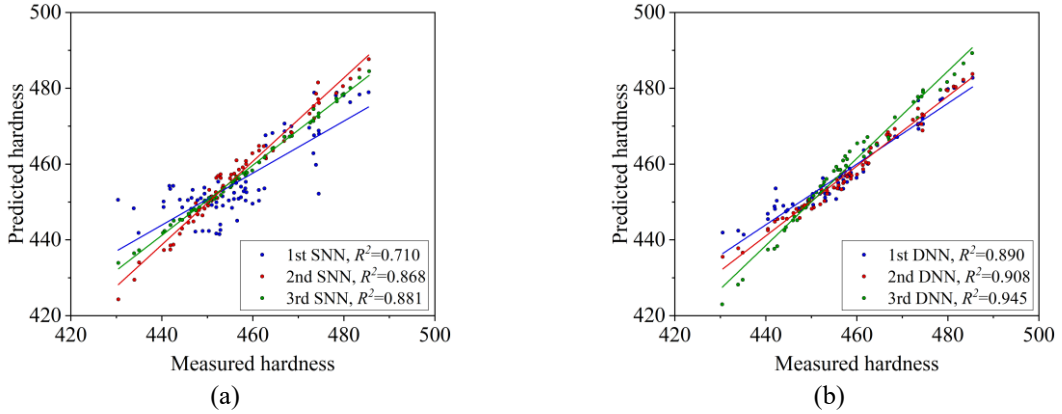 500
480
460
440
420
Predicted hardness
1st SNN, R²=0.710
2nd SNN, R²=0.868
3rd SNN, R²=0.881
420 440 460 480 500
Measured hardness
(a)
500
480
460
440
420
Predicted hardness
1st DNN, R²=0.890
2nd DNN, R²=0.908
3rd DNN, R²=0.945
420 440 460 480 500
Measured hardness
(b)